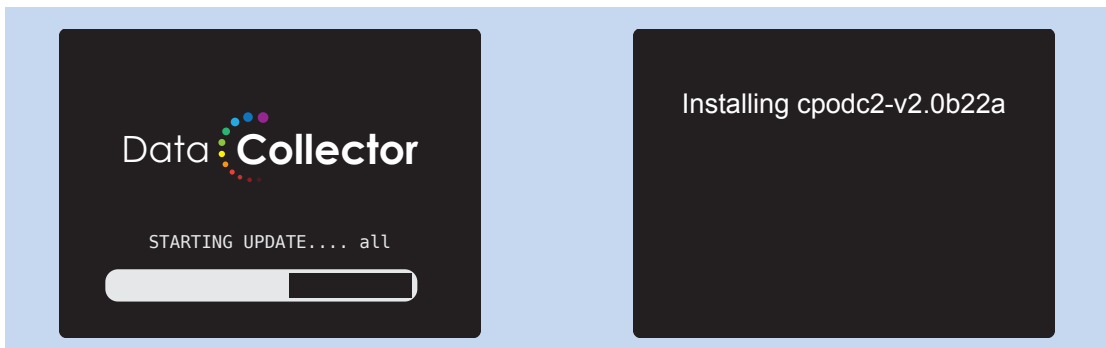 Data Collector
STARTING UPDATE.... all
Installing cpodc2-v2.0b22a